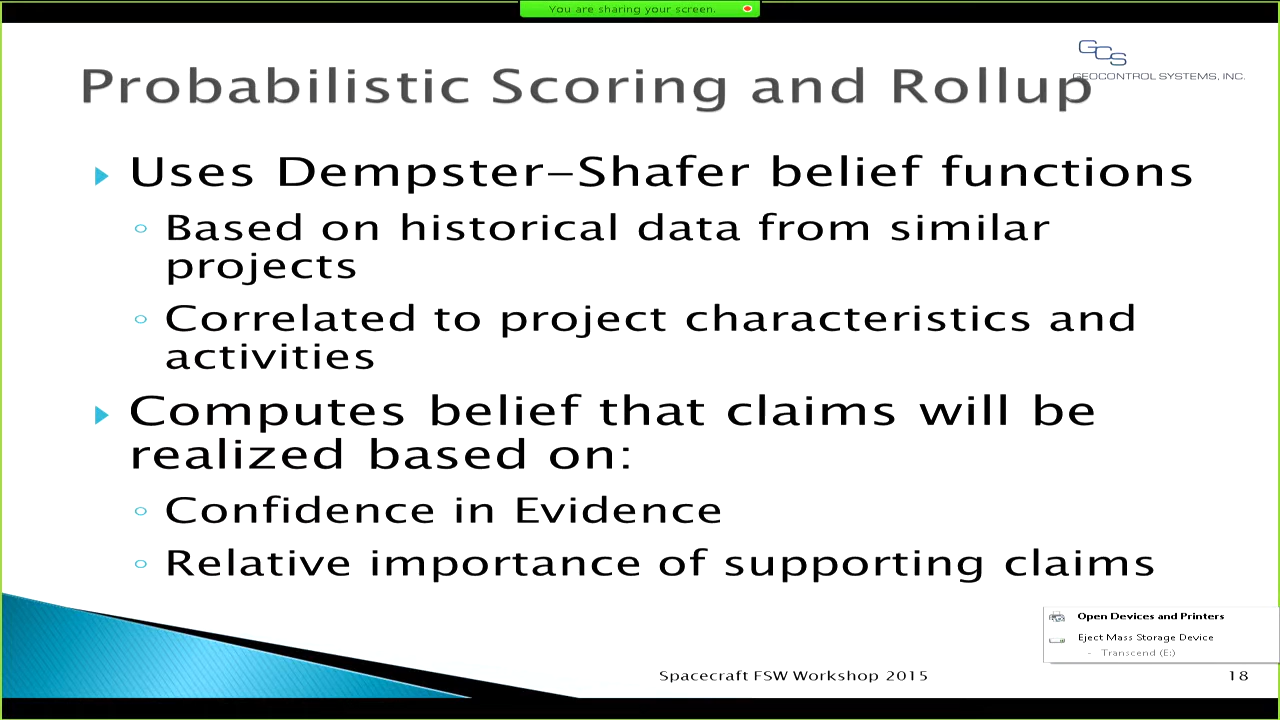 You are sharing your screen.
GCS
GEOCONTROL SYSTEMS, INC.
Probabilistic Scoring and Rollup
Uses Dempster-Shafer belief functions
Based on historical data from similar
projects
Correlated to project characteristics and
activities
Computes belief that claims will be
realized based on:
Confidence in Evidence
Relative importance of supporting claims
Open Devices and Printers
Eject Mass Storage Device
- Transcend (E:)
Spacecraft FSW Workshop 2015
18